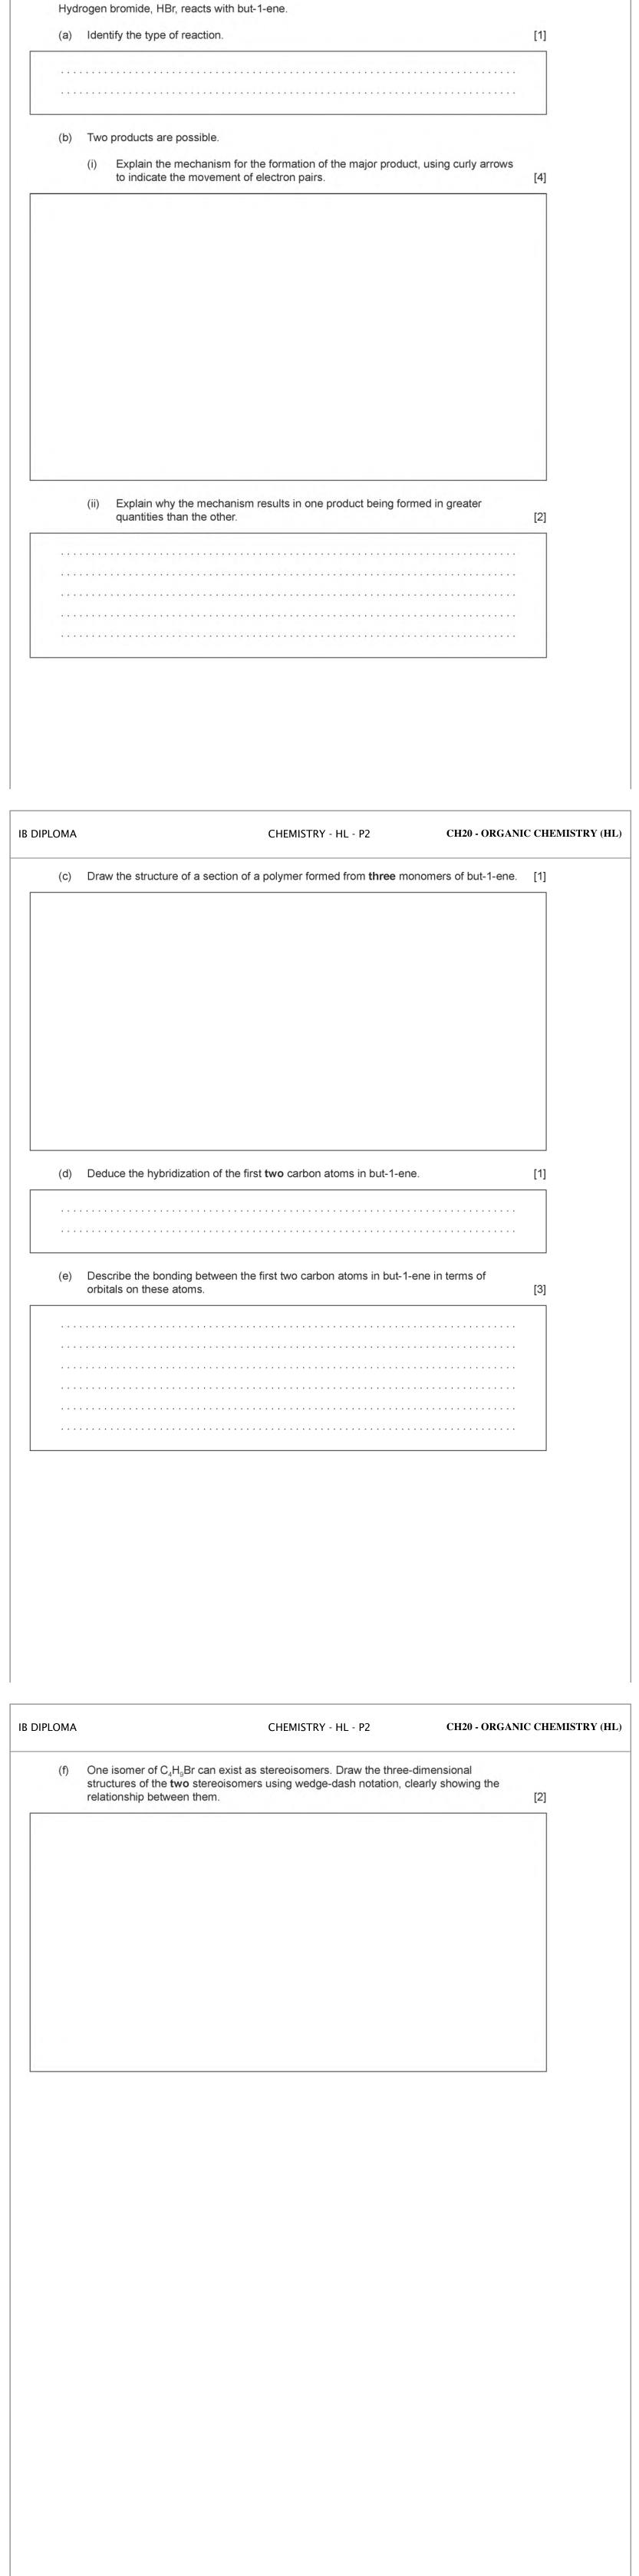 Hydrogen bromide, HBr, reacts with but-1-ene.
(a) Identify the type of reaction. [1]
(b) Two products are possible.
(i) Explain the mechanism for the formation of the major product, using curly arrows
to indicate the movement of electron pairs. [4]
(ii) Explain why the mechanism results in one product being formed in greater
quantities than the other. [2]
IB DIPLOMA CHEMISTRY - HL - P2 CH20 - ORGANIC CHEMISTRY (HL)
(c) Draw the structure of a section of a polymer formed from three monomers of but-1-ene. [1]
(d) Deduce the hybridization of the first two carbon atoms in but-1-ene. [1]
(e) Describe the bonding between the first two carbon atoms in but-1-ene in terms of
orbitals on these atoms. [3]
IB DIPLOMA CHEMISTRY - HL - P2 CH20 - ORGANIC CHEMISTRY (HL)
(f) One isomer of C₄H₉Br can exist as stereoisomers. Draw the three-dimensional
structures of the two stereoisomers using wedge-dash notation, clearly showing the
relationship between them. [2]